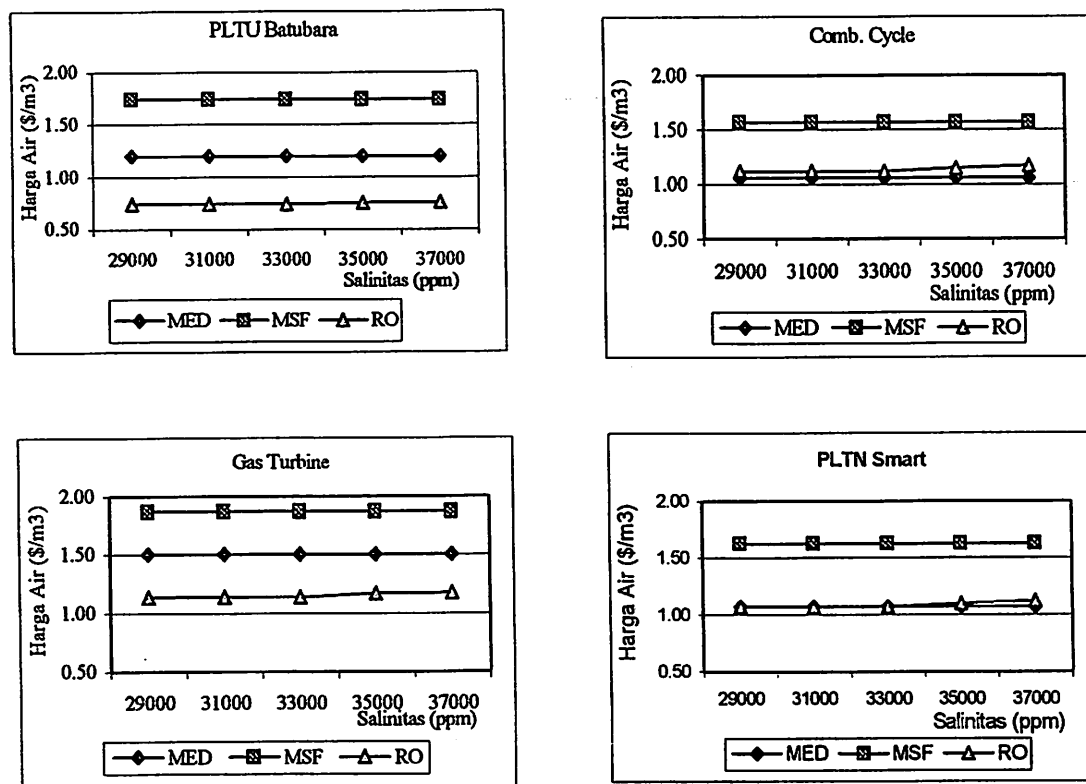 PLTU Batubara
Harga Air ($/m3)
2.00
1.50
1.00
0.50
29000 31000 33000 35000 37000
Salinitas (ppm)
MED MSF RO
Comb. Cycle
Harga Air ($/m3)
2.00
1.50
1.00
0.50
29000 31000 33000 35000 37000
Salinitas (ppm)
MED MSF RO
Gas Turbine
Harga Air ($/m3)
2.00
1.50
1.00
0.50
29000 31000 33000 35000 37000
Salinitas (ppm)
MED MSF RO
PLTN Smart
Harga Air ($/m3)
2.00
1.50
1.00
0.50
29000 31000 33000 35000 37000
Salinitas (ppm)
MED MSF RO